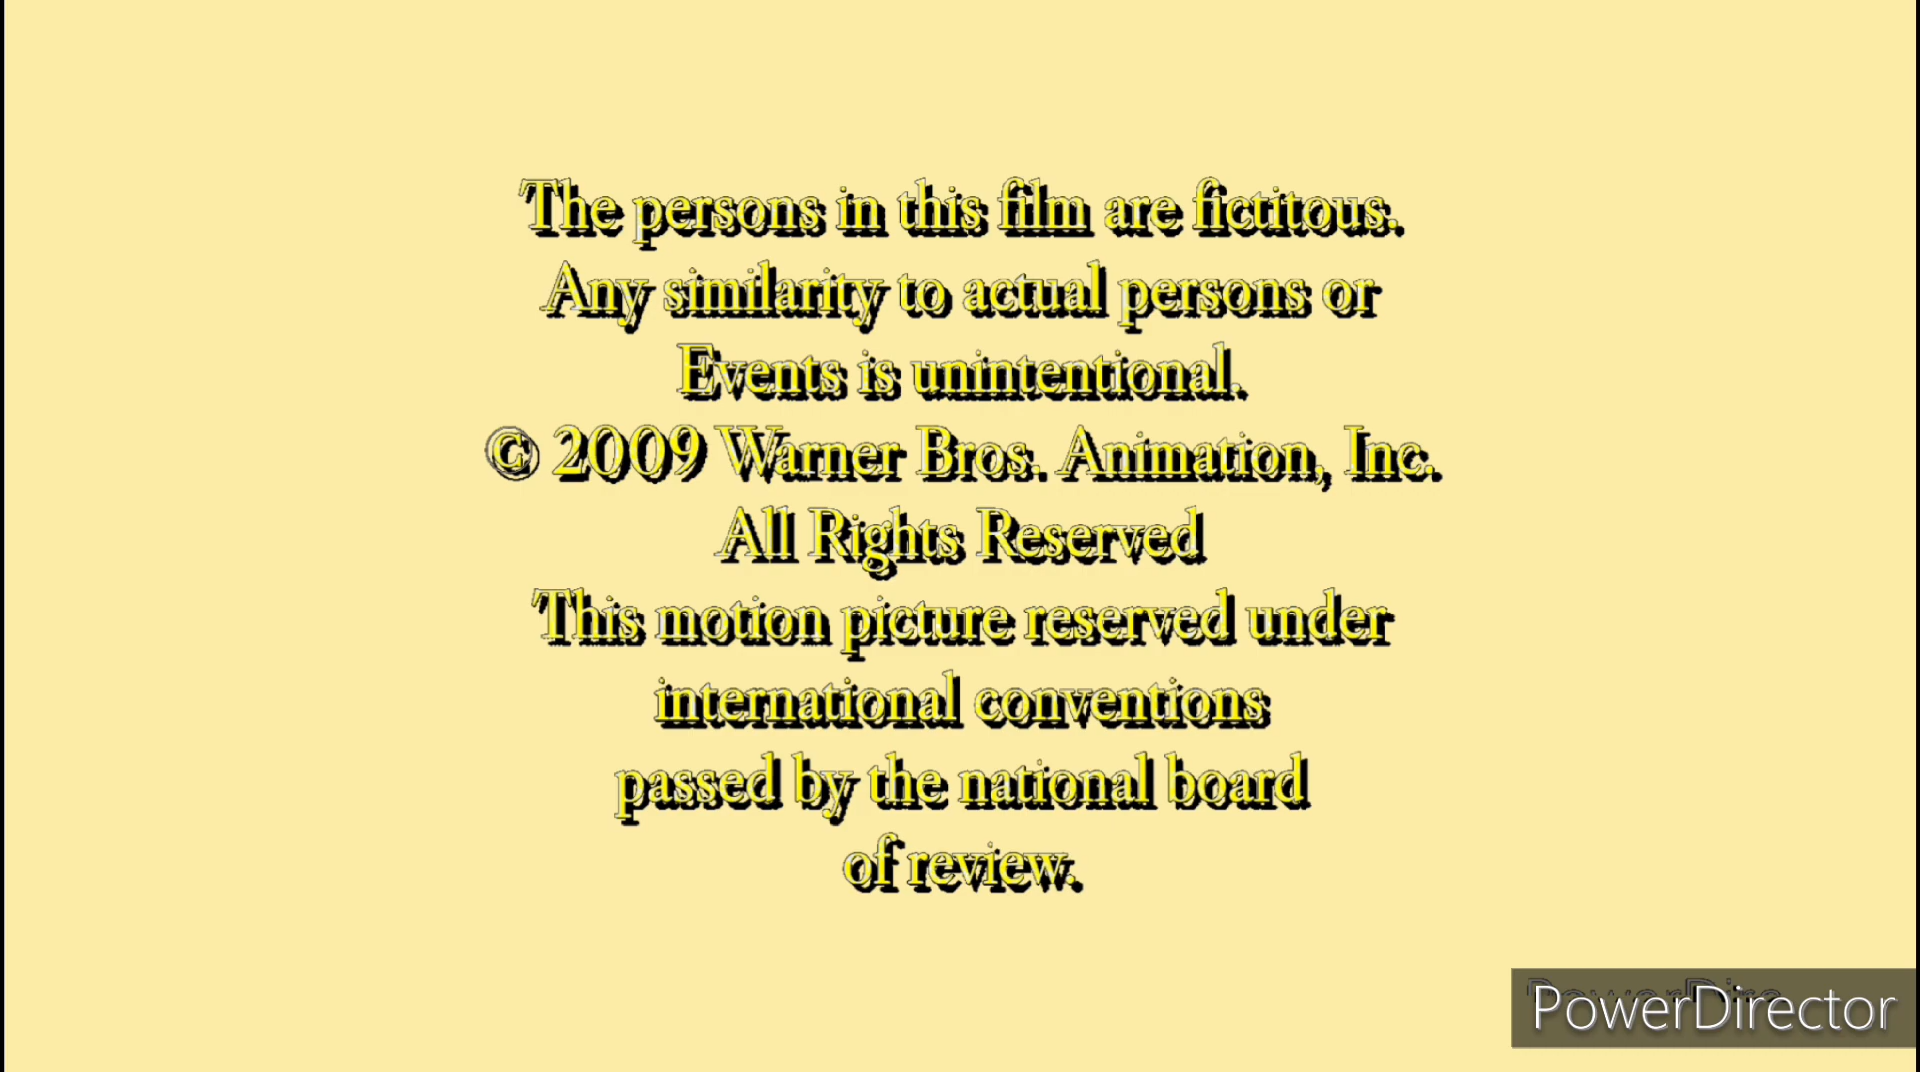 The persons in this film are fictitous.
Any similarity to actual persons or
Events is unintentional.
© 2009 Warner Bros. Animation, Inc.
All Rights Reserved
This motion picture reserved under
international conventions
passed by the national board
of review.
PowerDirector